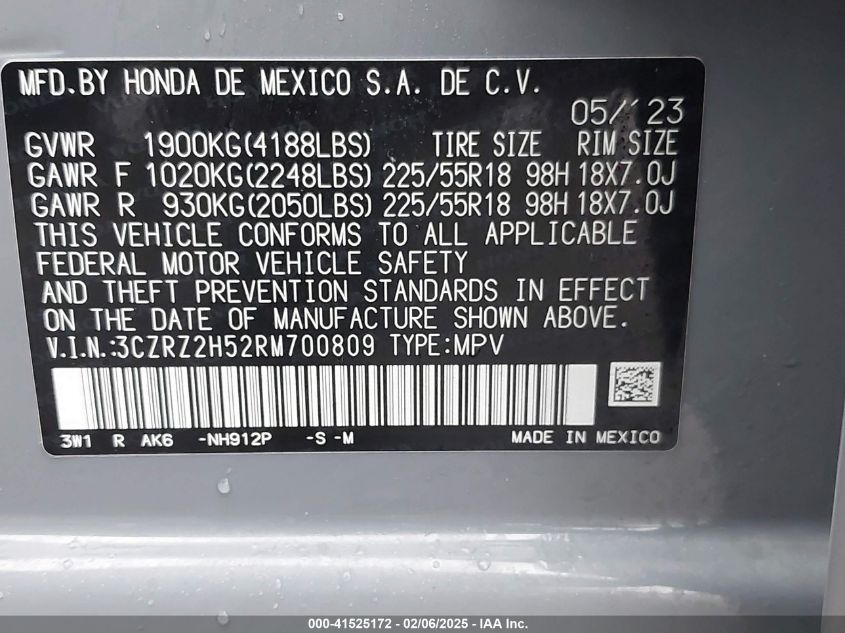 MFD.BY HONDA DE MEXICO S.A. DE C.V.
05/ 23
GVWR 1900KG(4188LBS) TIRE SIZE RIM SIZE
GAWR F 1020KG(2248LBS) 225/55R18 98H 18X7.0J
GAWR R 930KG(2050LBS) 225/55R18 98H 18X7.0J
THIS VEHICLE CONFORMS TO ALL APPLICABLE
FEDERAL MOTOR VEHICLE SAFETY
AND THEFT PREVENTION STANDARDS IN EFFECT
ON THE DATE OF MANUFACTURE SHOWN ABOVE.
V.I.N.:3CZRZ2H52RM700809 TYPE:MPV
3W1 R AK6 -NH912P -S -M MADE IN MEXICO
000-41525172 - 02/06/2025 - IAA Inc.